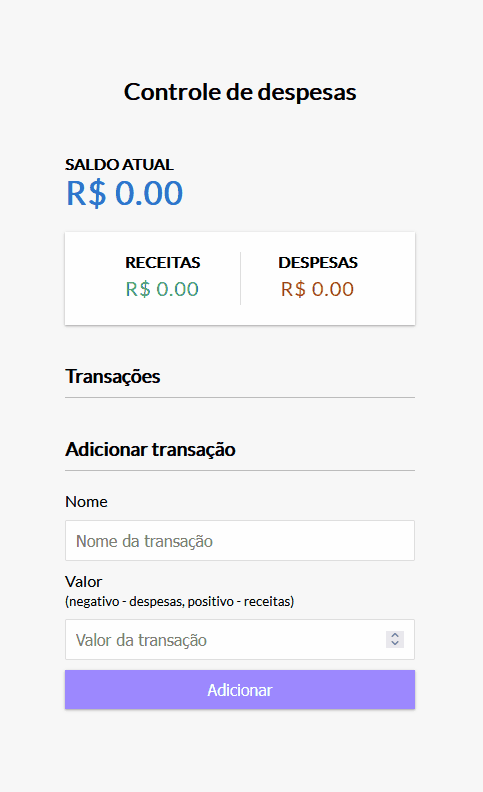 Controle de despesas
SALDO ATUAL
R$ 0.00
RECEITAS
R$ 0.00
DESPESAS
R$ 0.00
Transações
Adicionar transação
Nome
Nome da transação
Valor
(negativo - despesas, positivo - receitas)
Valor da transação
Adicionar